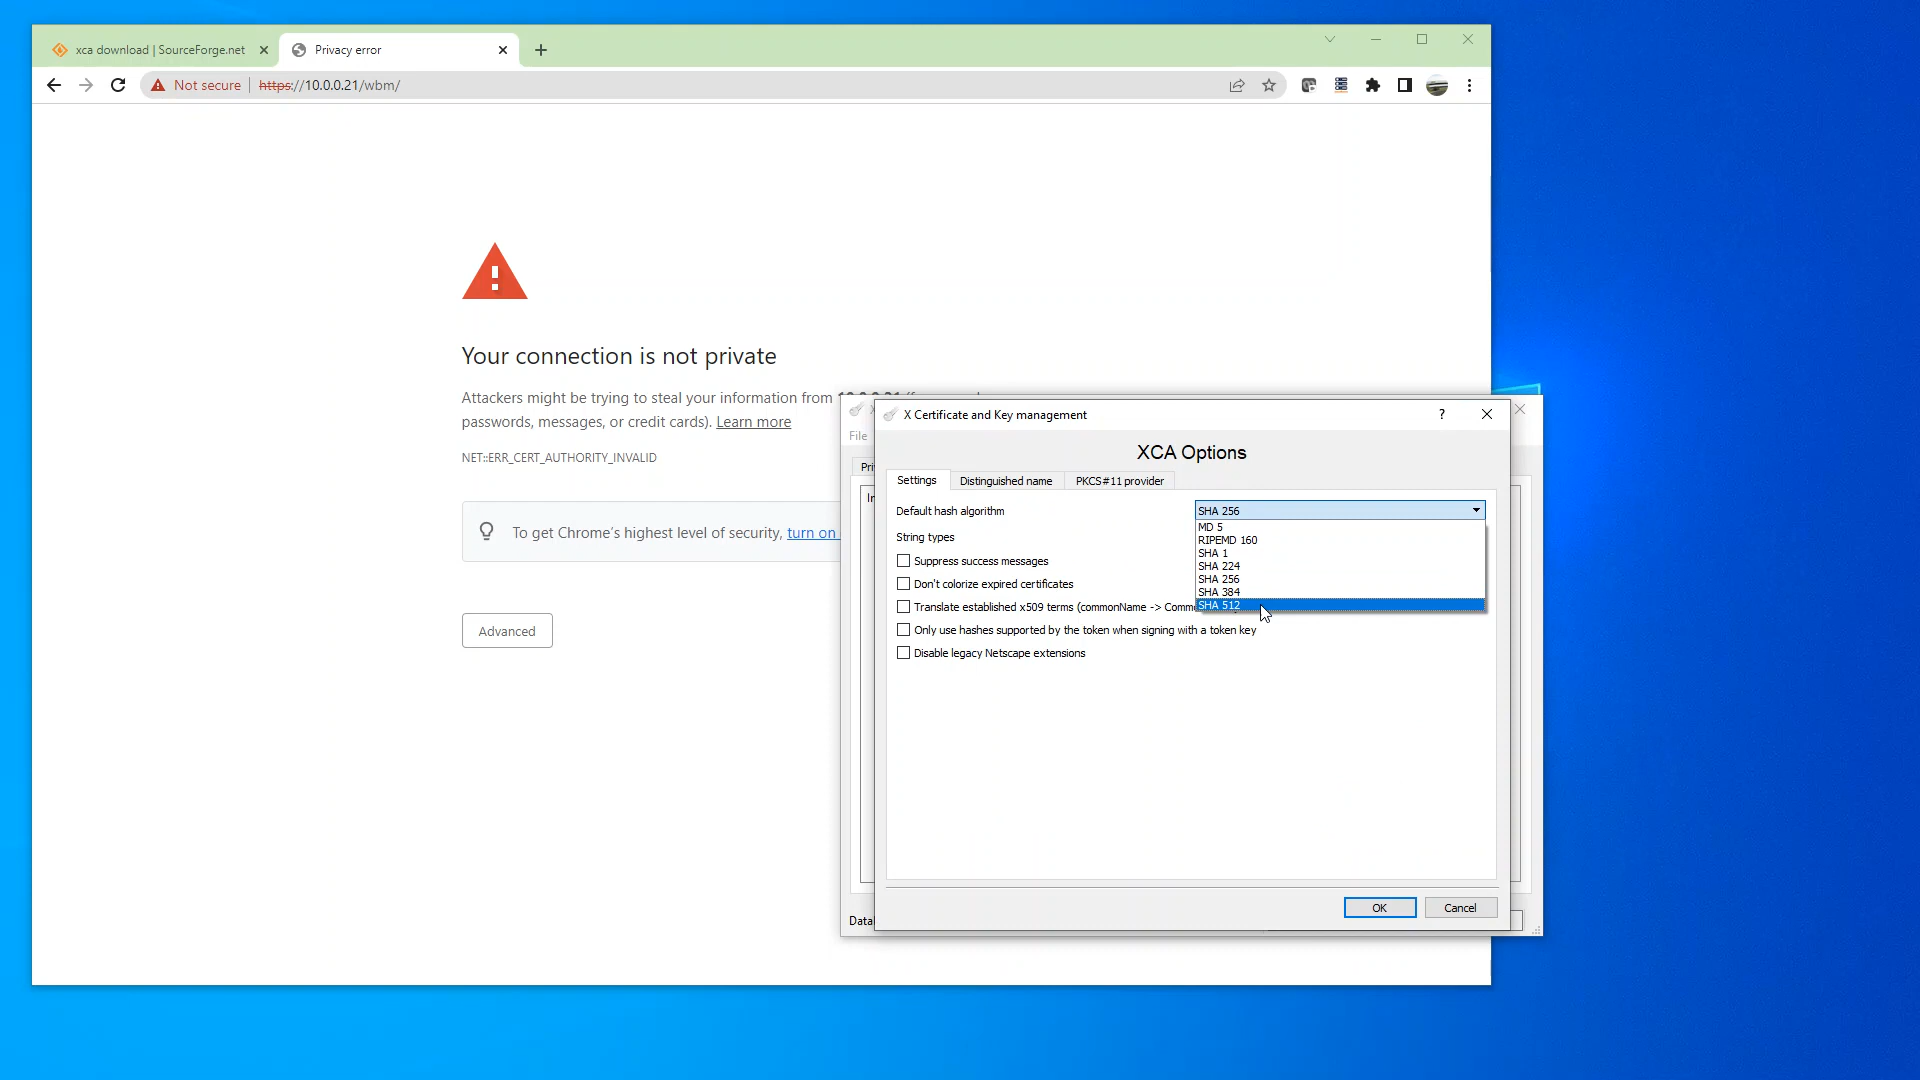 xca download | SourceForge.net
Privacy error
Not secure
https://10.0.0.21/wbm/
Your connection is not private
Attackers might be trying to steal your information from
passwords, messages, or credit cards). Learn more
NET::ERR_CERT_AUTHORITY_INVALID
To get Chrome's highest level of security, turn on
Advanced
File
Data
X Certificate and Key management
?
XCA Options
Settings
Distinguished name
PKCS#11 provider
Default hash algorithm
SHA 256
MD 5
RIPEMD 160
SHA 1
SHA 224
SHA 256
SHA 384
SHA 512
String types
Suppress success messages
Don't colorize expired certificates
Translate established x509 terms (commonName -> Comm
Only use hashes supported by the token when signing with a token key
Disable legacy Netscape extensions
OK
Cancel